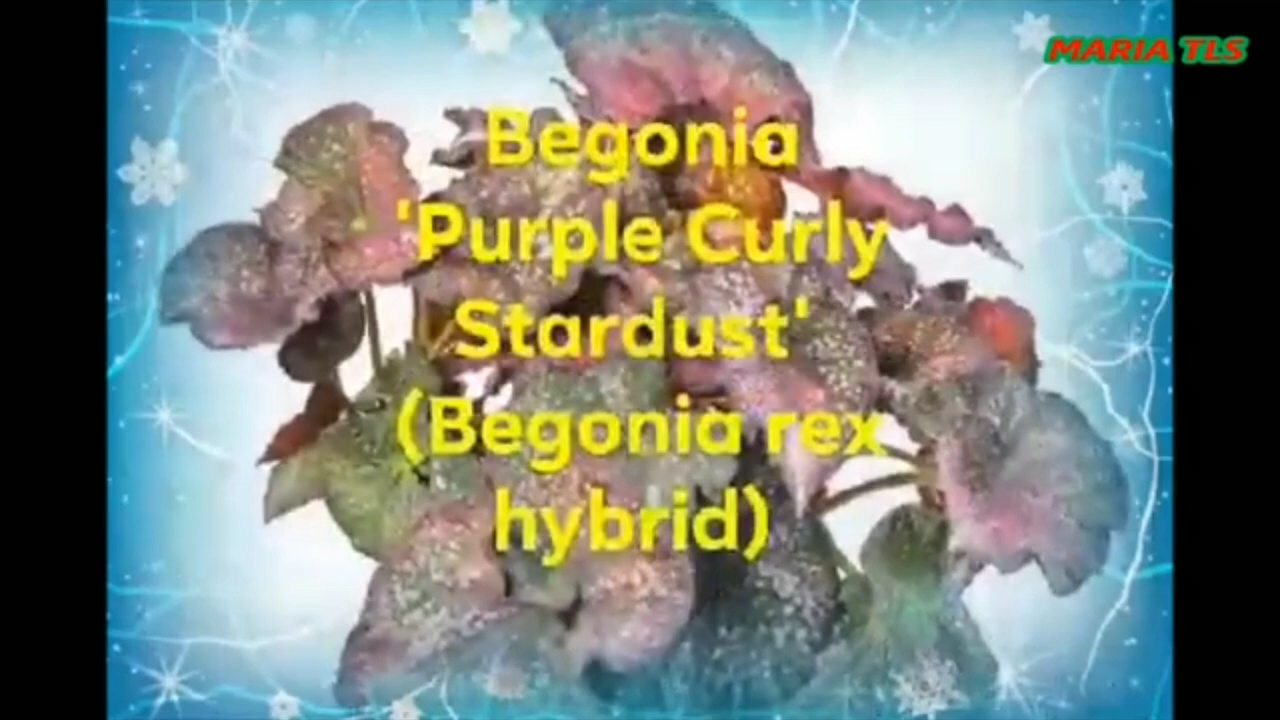 MARIA TLS
Begonia
'Purple Curly
Stardust'
(Begonia rex
hybrid)